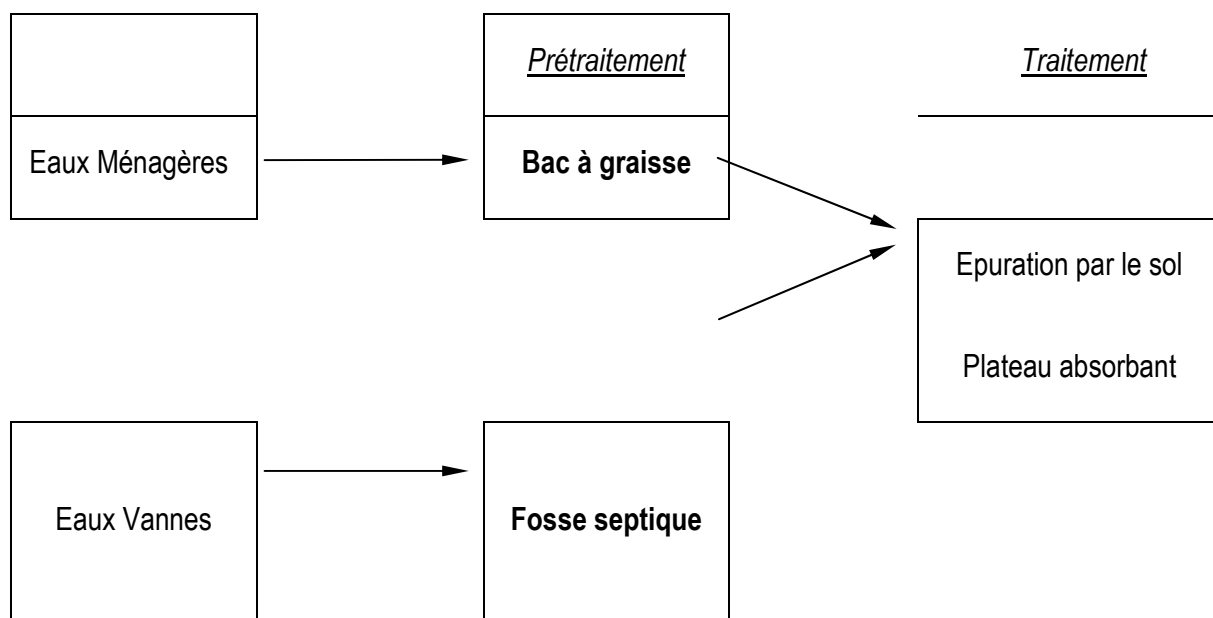 Prétraitement
Traitement
Eaux Ménagères
Bac à graisse
Epuration par le sol
Plateau absorbant
Eaux Vannes
Fosse septique